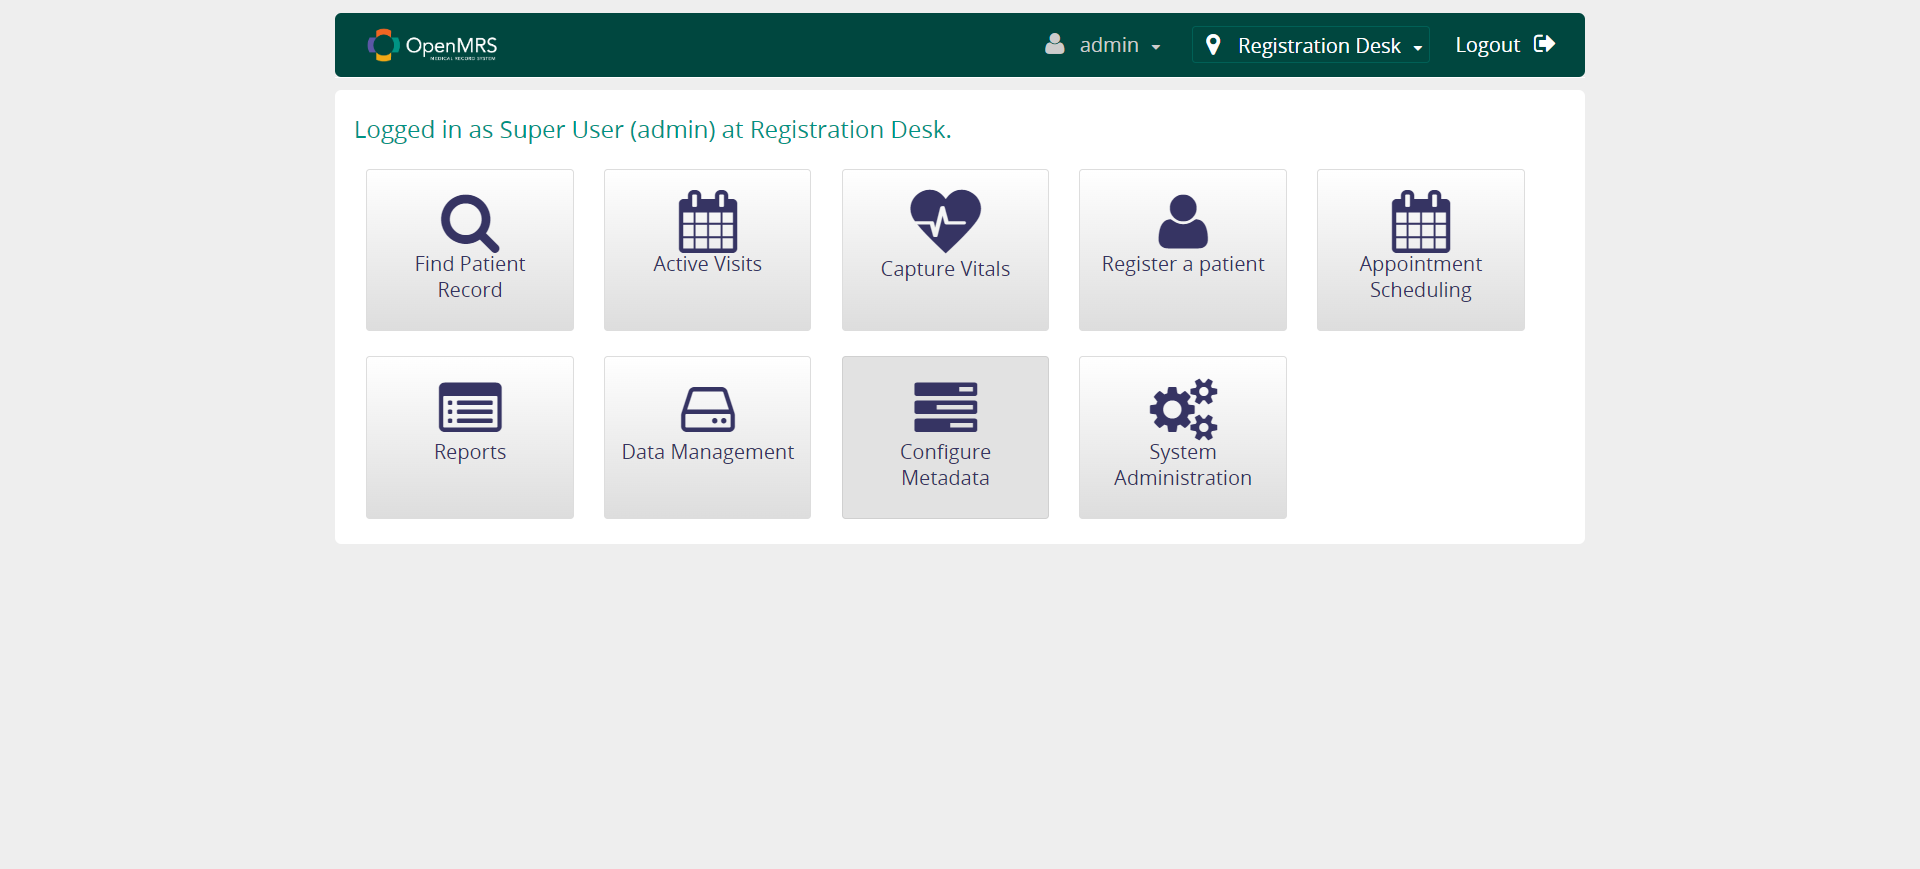 OpenMRS
MEDICAL RECORD SYSTEM
admin
Registration Desk
Logout
Logged in as Super User (admin) at Registration Desk.
Find Patient
Record
Active Visits
Capture Vitals
Register a patient
Appointment
Scheduling
Reports
Data Management
Configure
Metadata
System
Administration